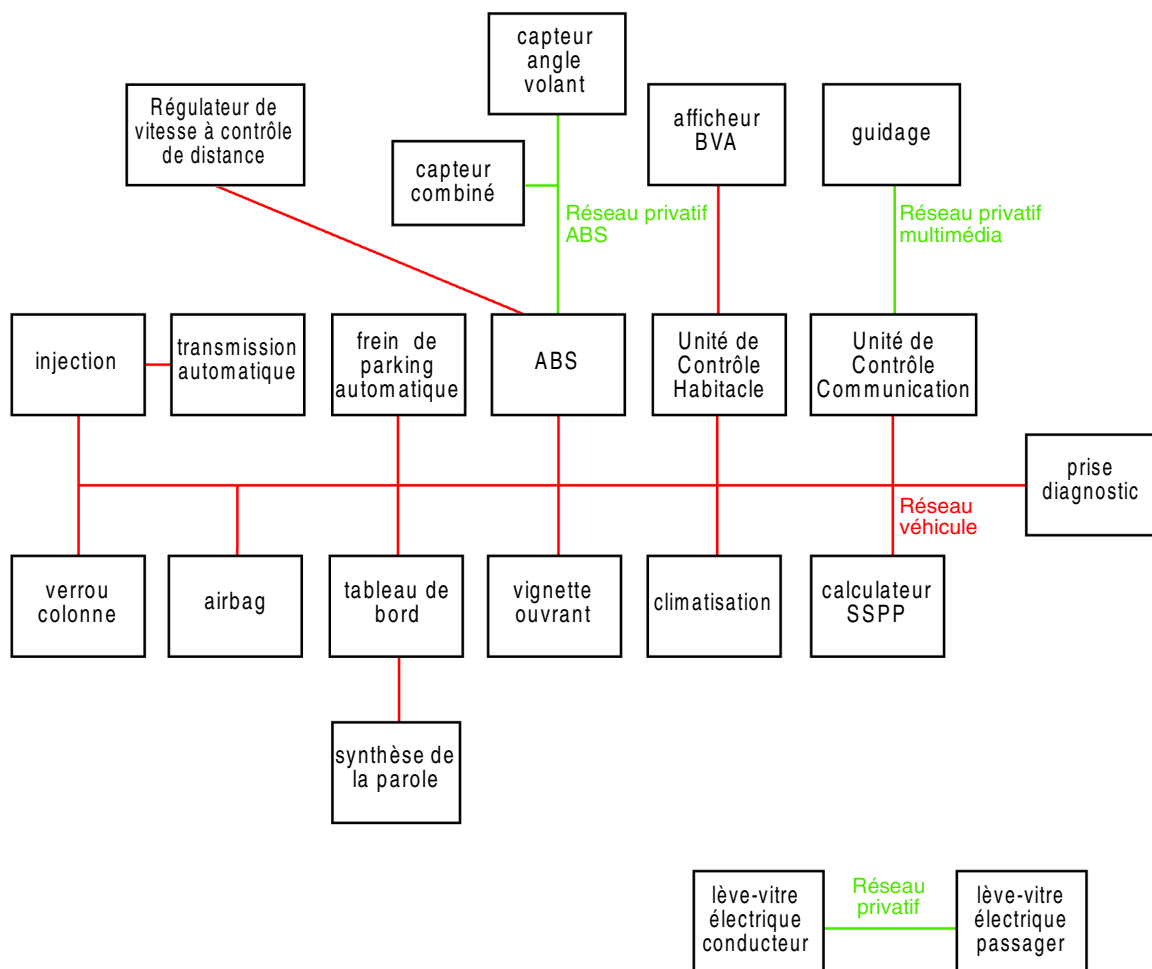 capteur
angle
volant
Régulateur de
vitesse à contrôle
de distance
afficheur
BVA
guidage
capteur
combiné
Réseau privatif
ABS
Réseau privatif
multimédia
injection
transmission
automatique
frein de
parking
automatique
ABS
Unité de
Contrôle
Habitacle
Unité de
Contrôle
Communication
prise
diagnostic
Réseau
véhicule
verrou
colonne
airbag
tableau de
bord
vignette
ouvrant
climatisation
calculateur
SSPP
synthèse de
la parole
lève-vitre
électrique
conducteur
Réseau
privatif
lève-vitre
électrique
passager